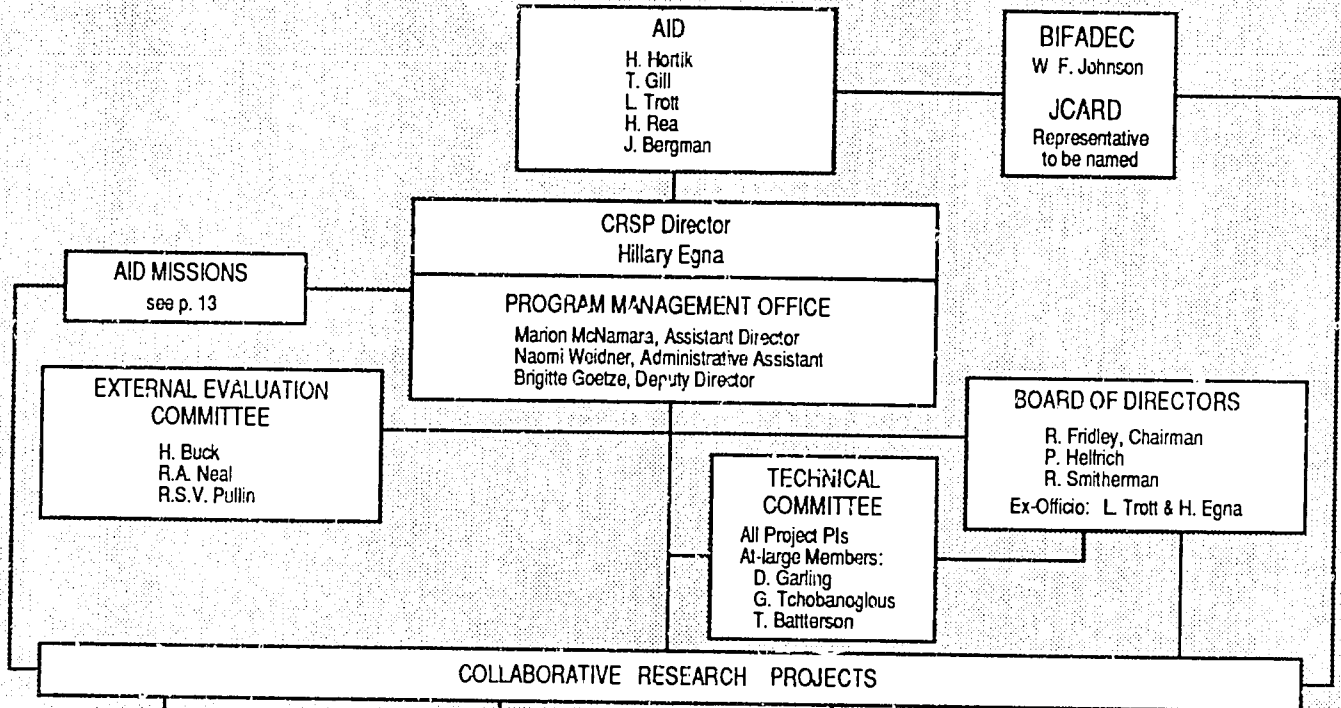 AID
H. Hortik
T. Gill
L. Trott
H. Rea
J. Bergman
BIFADEC
W F. Johnson
JCARD
Representative
to be named
CRSP Director
Hillary Egna
AID MISSIONS
see p. 13
PROGRAM MANAGEMENT OFFICE
Marion McNamara, Assistant Director
Naomi Weidner, Administrative Assistant
Brigitte Goetze, Deputy Director
EXTERNAL EVALUATION
COMMITTEE
H. Buck
R.A. Neal
R.S.V. Pullin
BOARD OF DIRECTORS
R. Fridley, Chairman
P. Helfrich
R. Smitherman
Ex-Officio: L. Trott & H. Egna
TECHNICAL
COMMITTEE
All Project PIs
At-large Members:
D. Garling
G. Tchobanoglous
T. Battterson
COLLABORATIVE RESEARCH PROJECTS